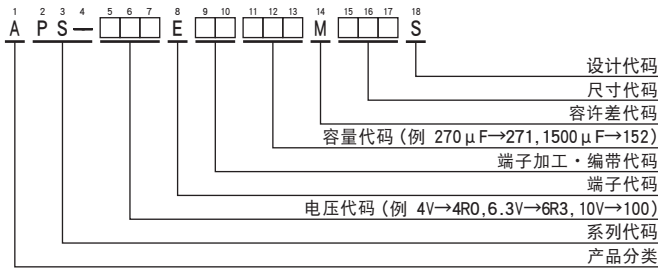 1 2 3 4 5 6 7 8 9 10 11 12 13 14 15 16 17 18
A P S — □□□ E □□ □□□ M □□□ S
设计代码
尺寸代码
容许差代码
容量代码 (例 270μF→271, 1500μF→152)
端子加工・编带代码
端子代码
电压代码 (例 4V→4R0, 6.3V→6R3, 10V→100)
系列代码
产品分类